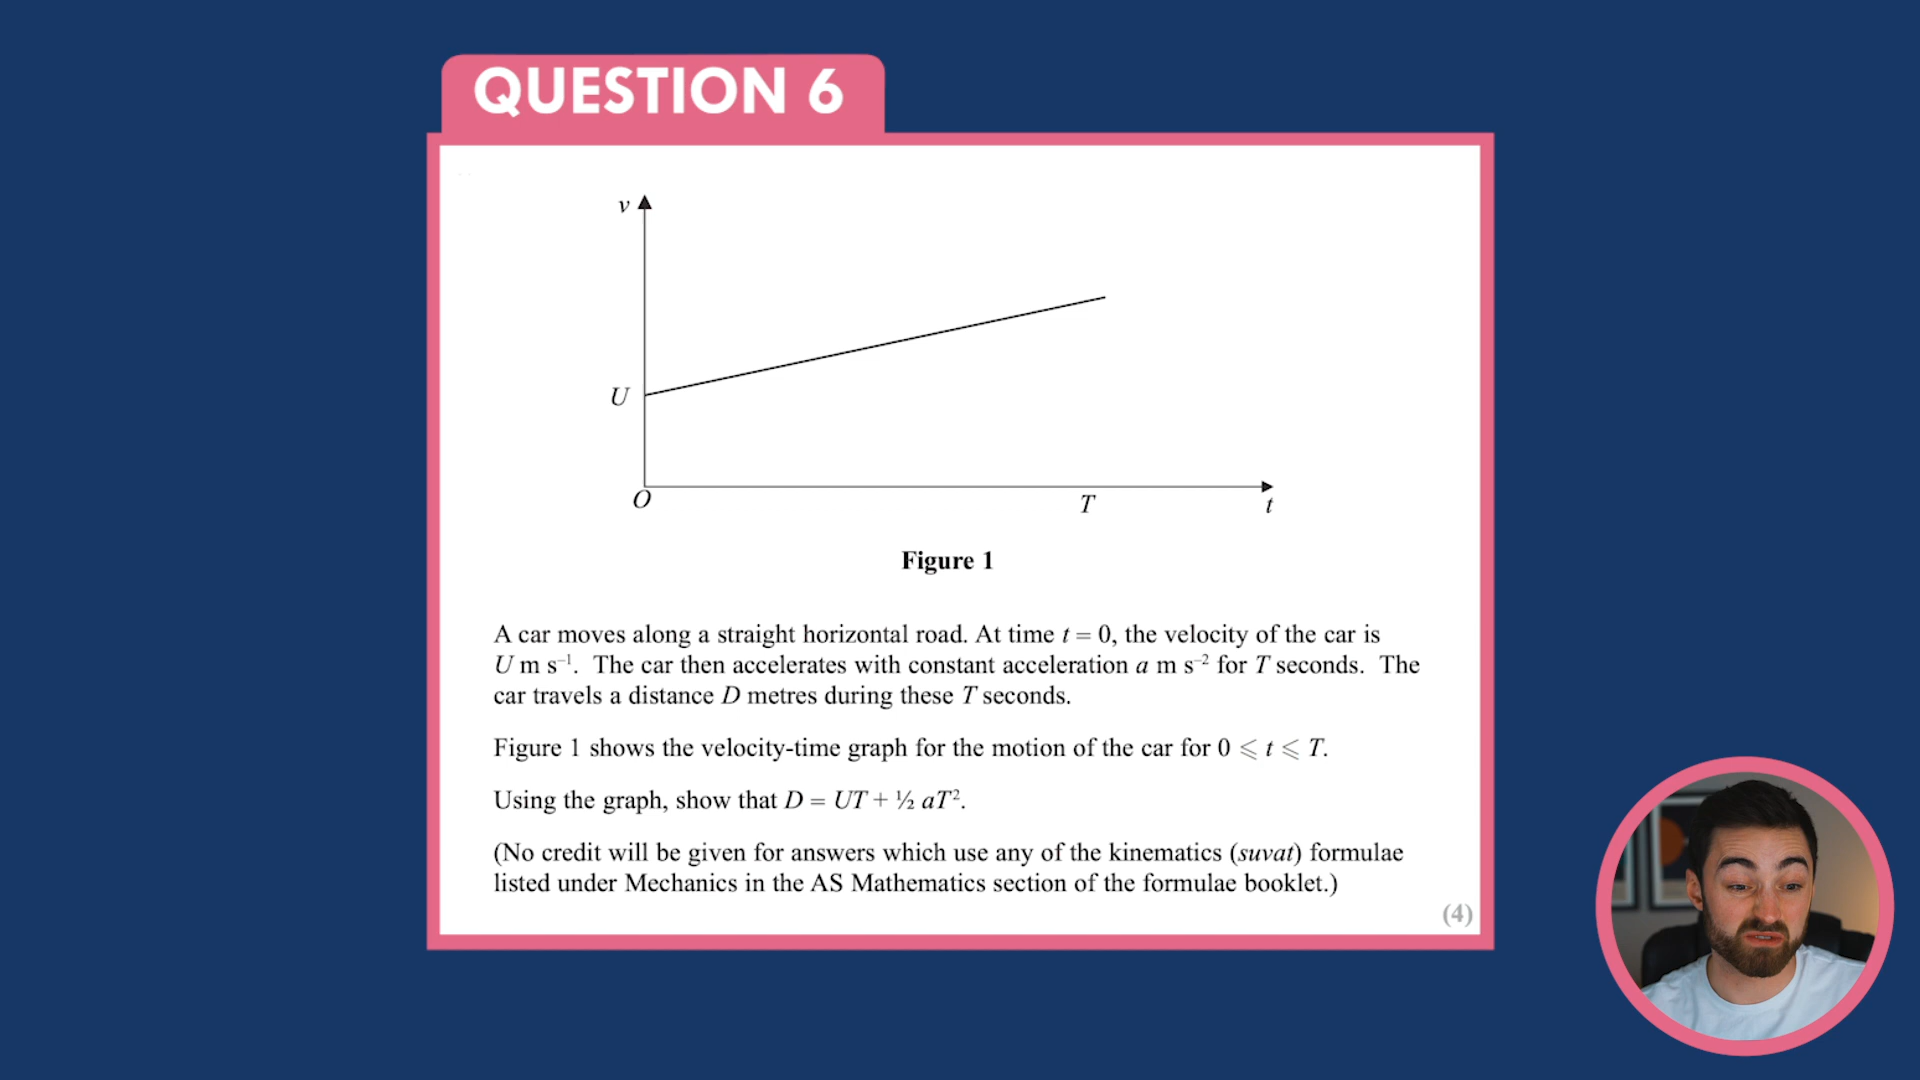 QUESTION 6
v
U
O
T
t
Figure 1
A car moves along a straight horizontal road. At time t = 0, the velocity of the car is
U m s⁻¹. The car then accelerates with constant acceleration a m s⁻² for T seconds. The
car travels a distance D metres during these T seconds.
Figure 1 shows the velocity-time graph for the motion of the car for 0 ⩽ t ⩽ T.
Using the graph, show that D = UT + ½ aT².
(No credit will be given for answers which use any of the kinematics (suvat) formulae
listed under Mechanics in the AS Mathematics section of the formulae booklet.)
(4)